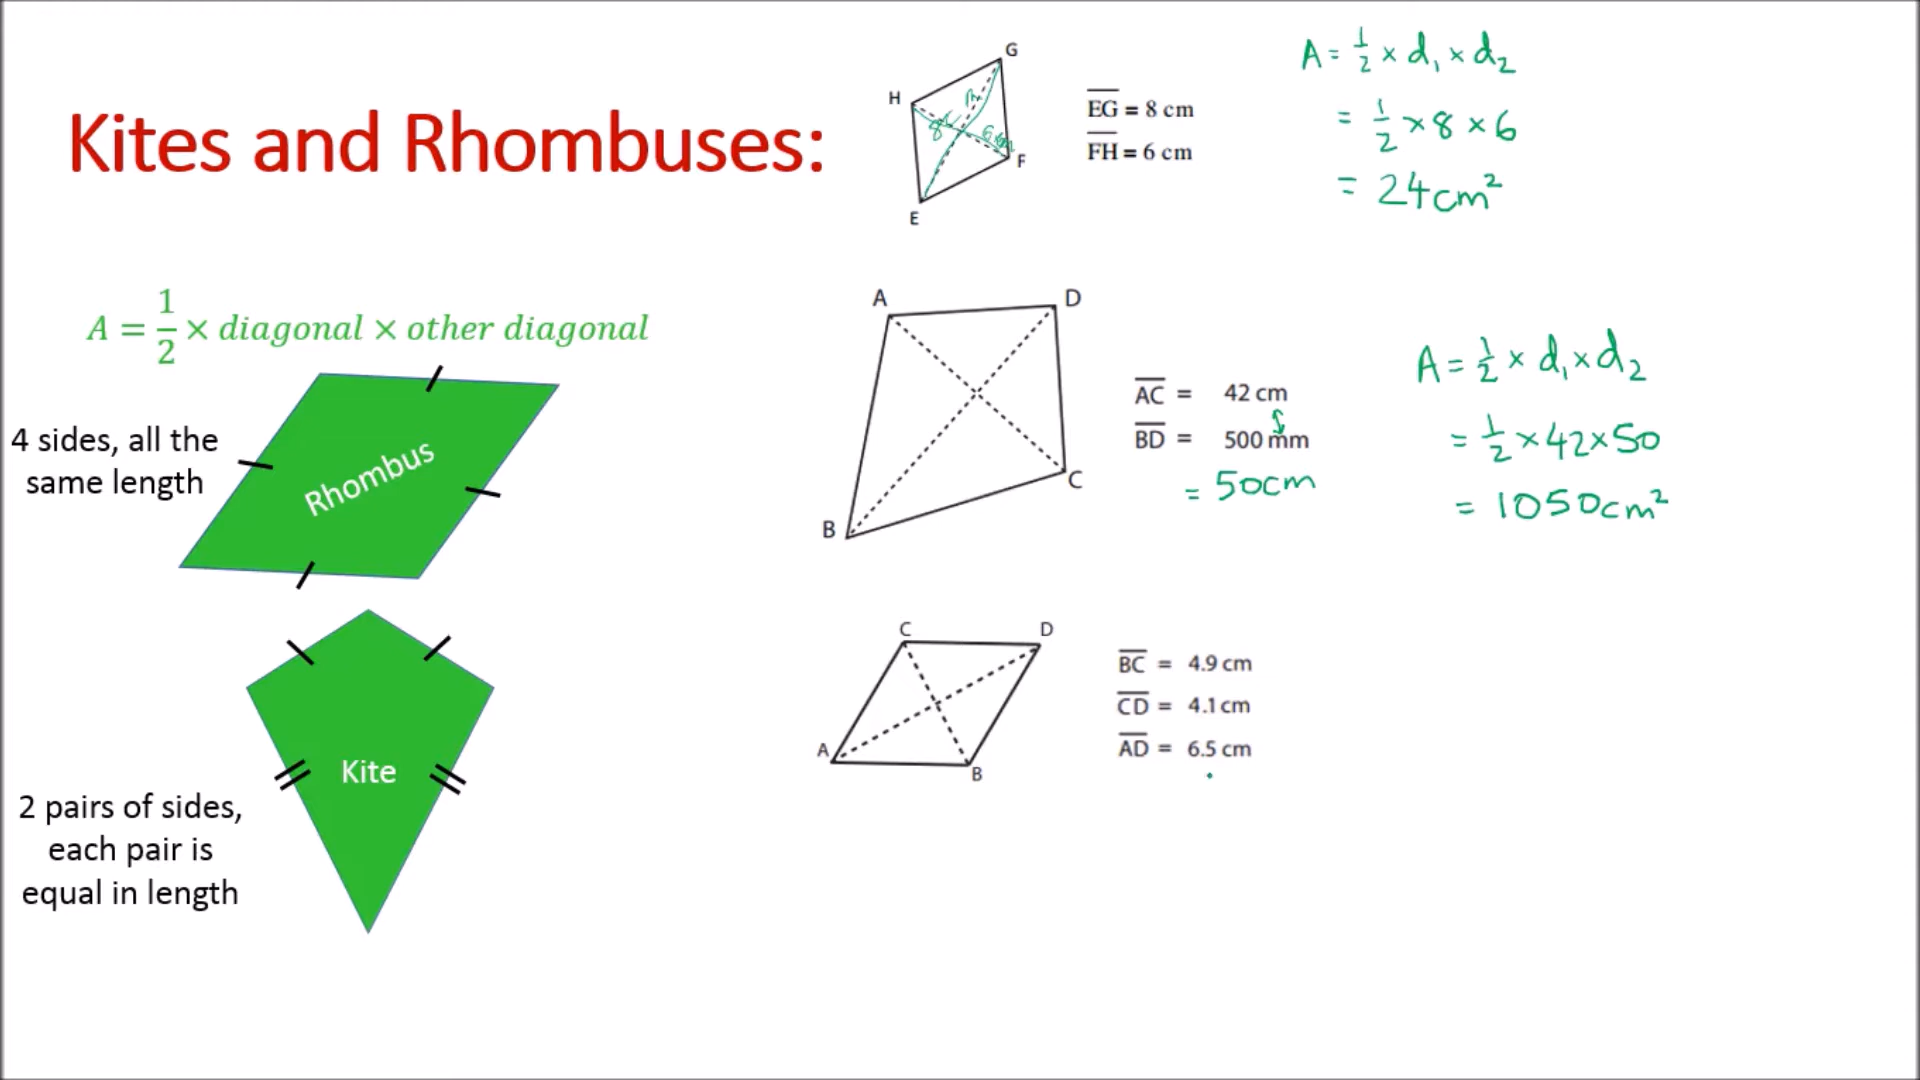 Kites and Rhombuses:
A = 1/2 × diagonal × other diagonal
4 sides, all the
same length
Rhombus
2 pairs of sides,
each pair is
equal in length
Kite
G
H
F
E
EG = 8 cm
FH = 6 cm
A = 1/2 × d₁ × d₂
= 1/2 × 8 × 6
= 24cm²
A
D
C
B
AC = 42 cm
BD = 500 mm
= 50cm
A = 1/2 × d₁ × d₂
= 1/2 × 42 × 50
= 1050cm²
C
D
A
B
BC = 4.9 cm
CD = 4.1 cm
AD = 6.5 cm